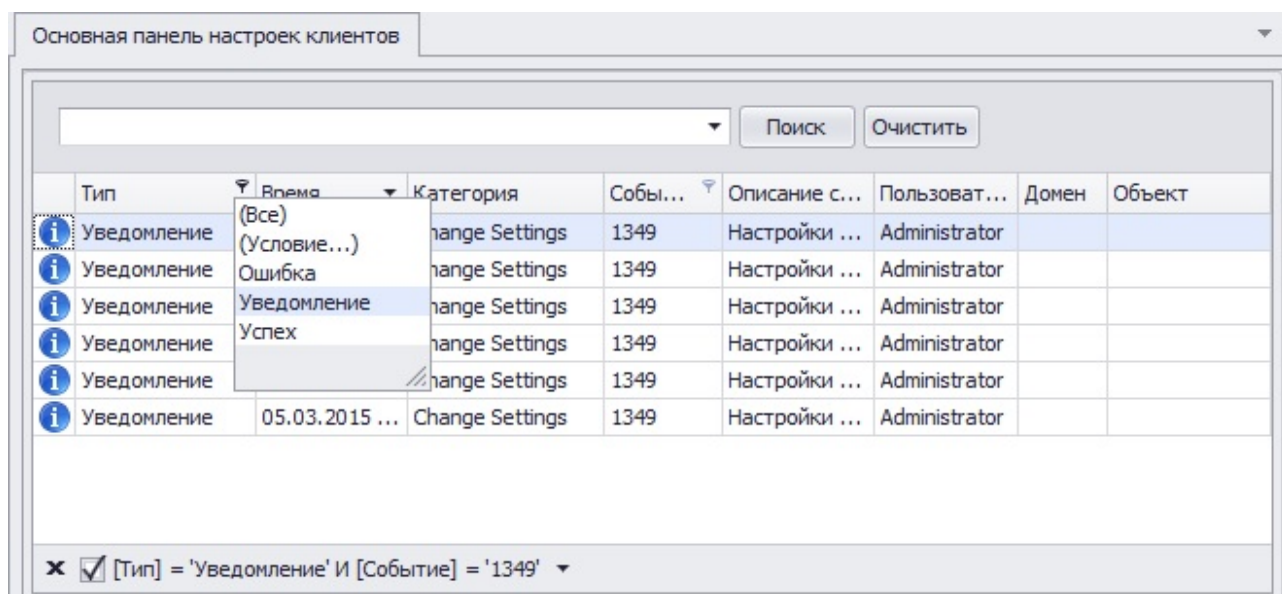 Основная панель настроек клиентов
Поиск Очистить
Тип Время Категория Собы... Описание с... Пользоват... Домен Объект
(Все)
(Условие...)
Ошибка
Уведомление
Успех
Уведомление hange Settings 1349 Настройки ... Administrator
Уведомление hange Settings 1349 Настройки ... Administrator
Уведомление hange Settings 1349 Настройки ... Administrator
Уведомление hange Settings 1349 Настройки ... Administrator
Уведомление hange Settings 1349 Настройки ... Administrator
Уведомление 05.03.2015 ... Change Settings 1349 Настройки ... Administrator
[Тип] = 'Уведомление' И [Событие] = '1349'